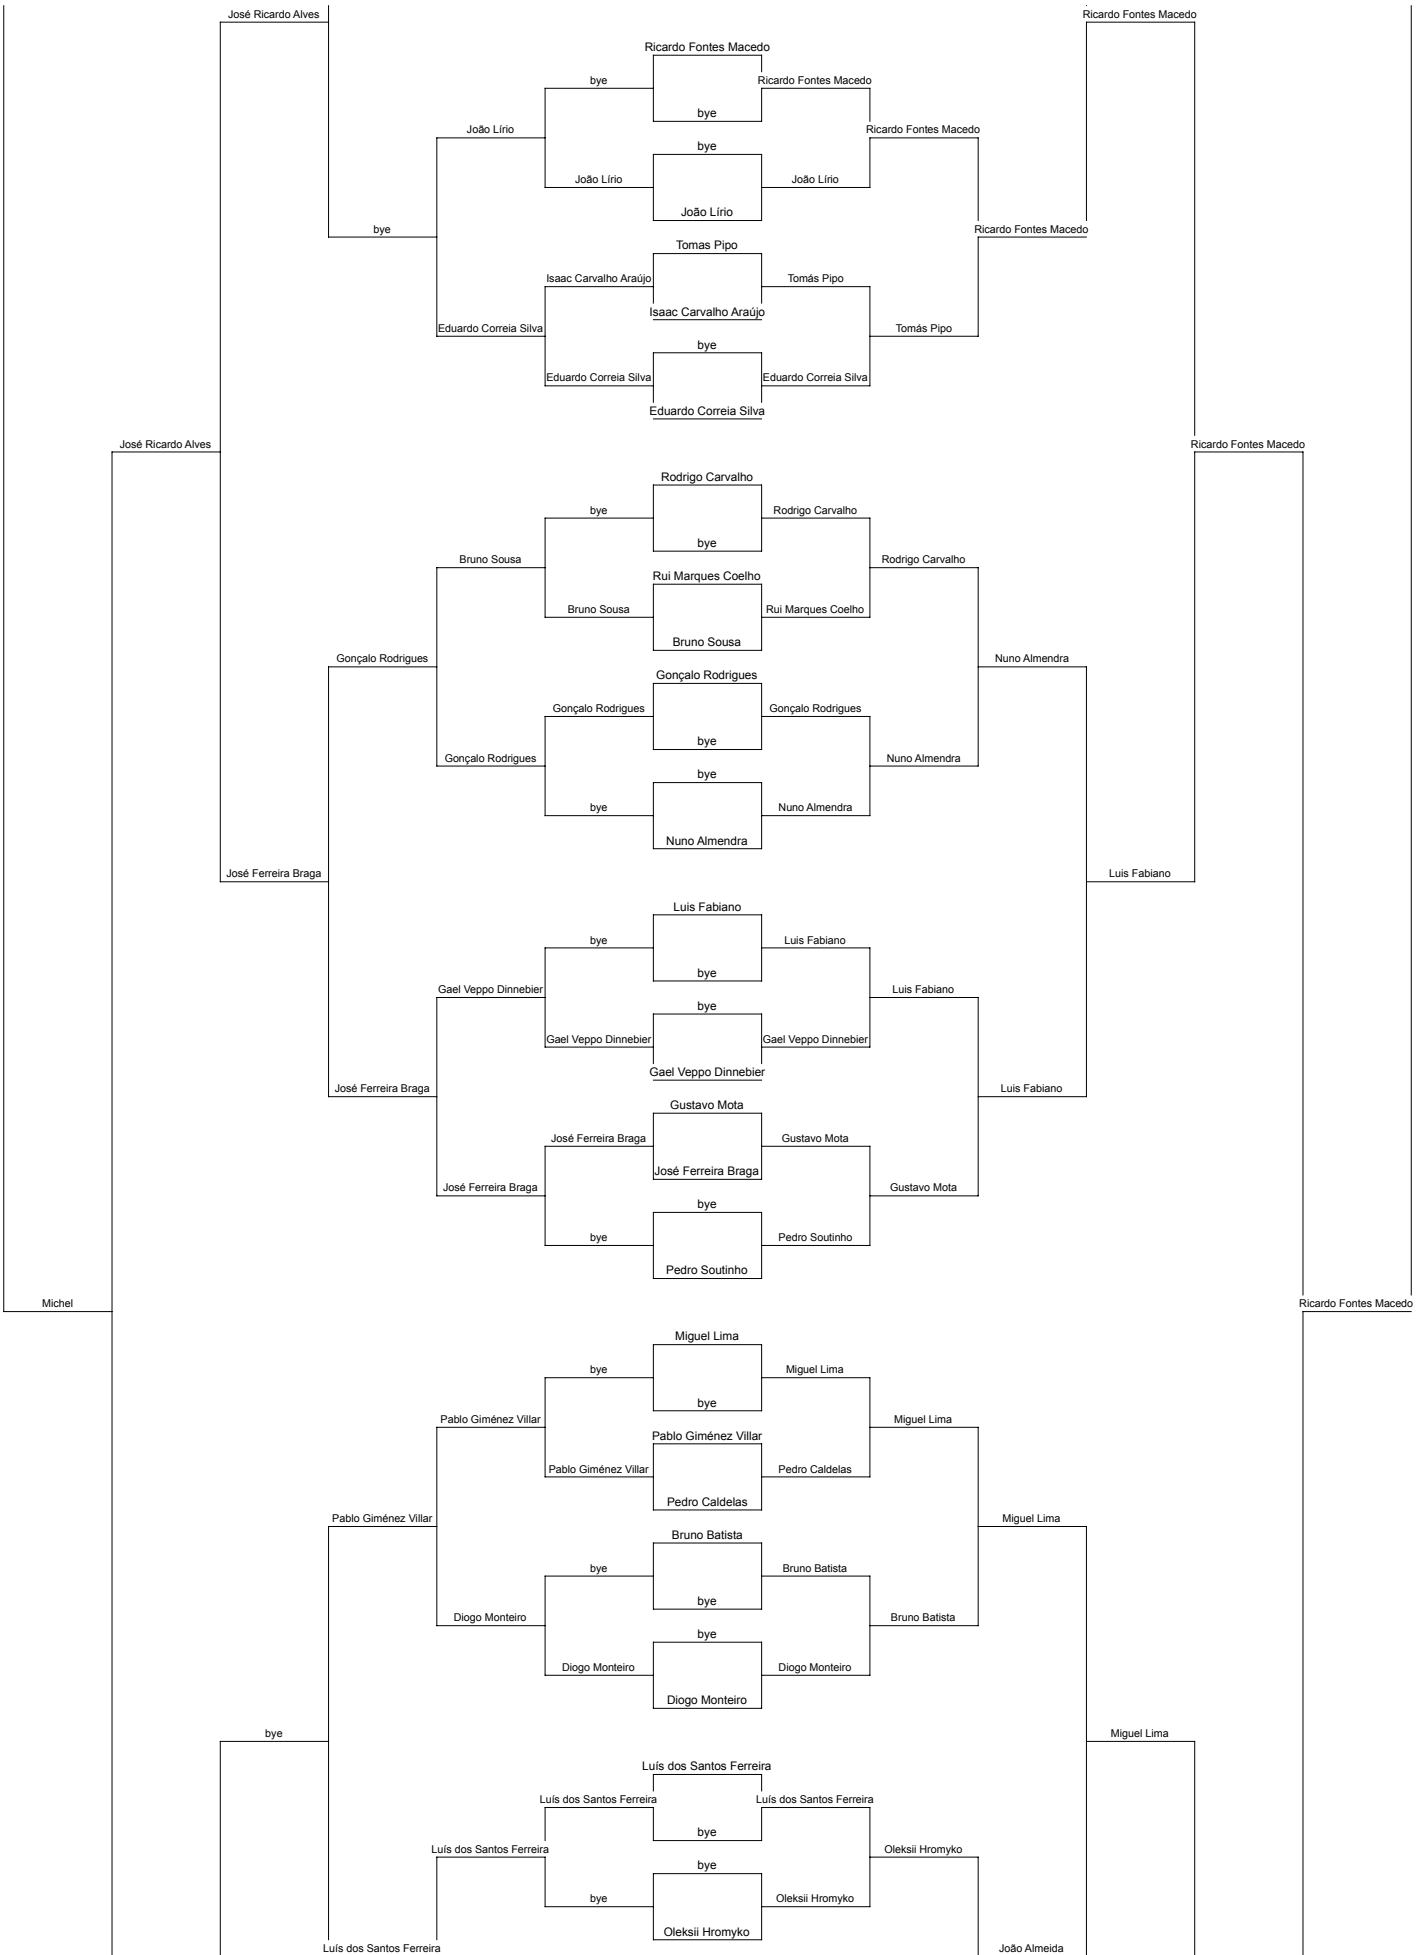 José Ricardo Alves
Ricardo Fontes Macedo
Ricardo Fontes Macedo
bye
Ricardo Fontes Macedo
bye
João Lírio
Ricardo Fontes Macedo
bye
João Lírio
João Lírio
João Lírio
bye
Ricardo Fontes Macedo
Tomas Pipo
Isaac Carvalho Araújo
Tomás Pipo
Isaac Carvalho Araújo
Eduardo Correia Silva
Tomás Pipo
bye
Eduardo Correia Silva
Eduardo Correia Silva
Eduardo Correia Silva
José Ricardo Alves
Ricardo Fontes Macedo
Rodrigo Carvalho
bye
Rodrigo Carvalho
bye
Bruno Sousa
Rodrigo Carvalho
Rui Marques Coelho
Bruno Sousa
Rui Marques Coelho
Bruno Sousa
Gonçalo Rodrigues
Nuno Almendra
Gonçalo Rodrigues
Gonçalo Rodrigues
Gonçalo Rodrigues
bye
Gonçalo Rodrigues
Nuno Almendra
bye
bye
Nuno Almendra
Nuno Almendra
José Ferreira Braga
Luis Fabiano
Luis Fabiano
bye
Luis Fabiano
bye
Gael Veppo Dinnebier
Luis Fabiano
bye
Gael Veppo Dinnebier
Gael Veppo Dinnebier
Gael Veppo Dinnebier
José Ferreira Braga
Luis Fabiano
Gustavo Mota
José Ferreira Braga
Gustavo Mota
José Ferreira Braga
José Ferreira Braga
Gustavo Mota
bye
bye
Pedro Soutinho
Pedro Soutinho
Michel
Ricardo Fontes Macedo
Miguel Lima
bye
Miguel Lima
bye
Pablo Giménez Villar
Miguel Lima
Pablo Giménez Villar
Pablo Giménez Villar
Pedro Caldelas
Pedro Caldelas
Pablo Giménez Villar
Miguel Lima
Bruno Batista
bye
Bruno Batista
bye
Diogo Monteiro
Bruno Batista
bye
Diogo Monteiro
Diogo Monteiro
Diogo Monteiro
bye
Miguel Lima
Luís dos Santos Ferreira
Luís dos Santos Ferreira
Luís dos Santos Ferreira
bye
Luís dos Santos Ferreira
Oleksii Hromyko
bye
bye
Oleksii Hromyko
Oleksii Hromyko
Luís dos Santos Ferreira
João Almeida